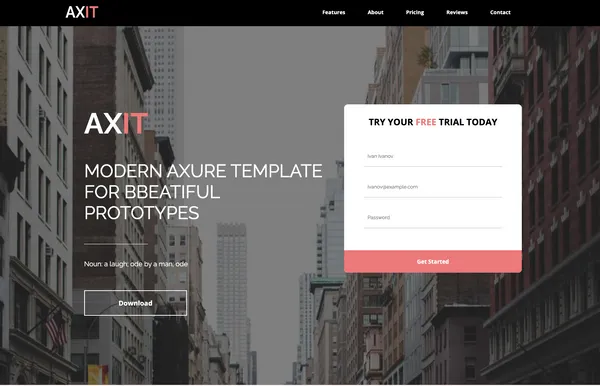 AXIT
Features
About
Pricing
Reviews
Contact
AXIT
MODERN AXURE TEMPLATE
FOR BBEATIFUL
PROTOTYPES
Noun: a laugh; ode by a man, ode
Download
TRY YOUR FREE TRIAL TODAY
Ivan Ivanov
Ivanov@example.com
Password
Get Started